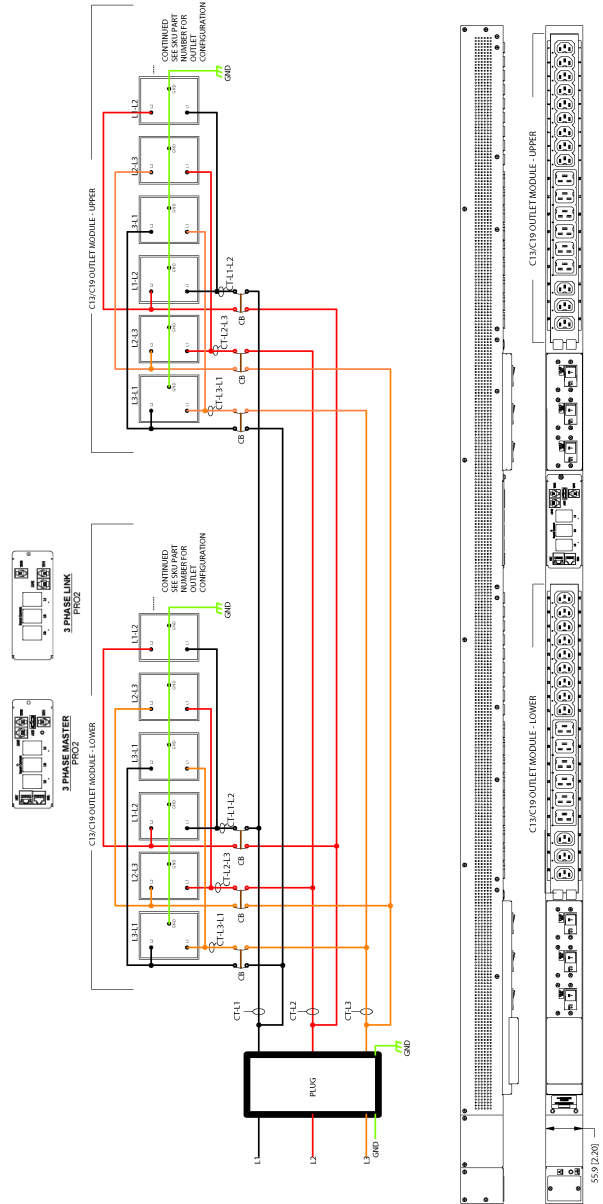 3 PHASE LINK
PRO2
3 PHASE MASTER
PRO2
C13/C19 OUTLET MODULE - UPPER
CONTINUED
SEE SKU PART
NUMBER FOR
OUTLET
CONFIGURATION
GND
L1-L2
L2-L3
L3-L1
L1-L2
L2-L3
L3-L1
CT-L1-L2
CT-L2-L3
CT-L3-L1
CB
CB
CB
C13/C19 OUTLET MODULE - LOWER
CONTINUED
SEE SKU PART
NUMBER FOR
OUTLET
CONFIGURATION
GND
L1-L2
L2-L3
L3-L1
L1-L2
L2-L3
L3-L1
CT-L1-L2
CT-L2-L3
CT-L3-L1
CB
CB
CB
CT-L1
CT-L2
CT-L3
PLUG
GND
L1
L2
L3
GND
C13/C19 OUTLET MODULE - UPPER
C13/C19 OUTLET MODULE - LOWER
55.9 [2.20]